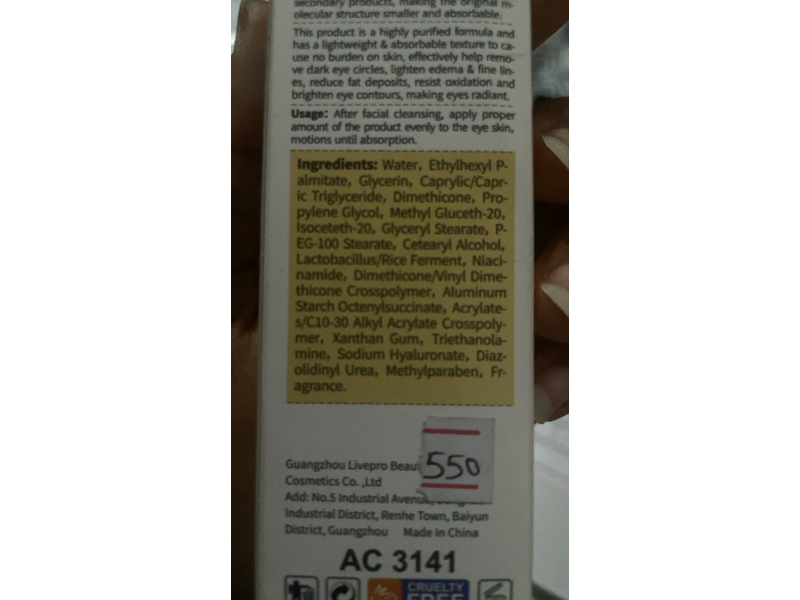 secondary products, making the original m-
olecular structure smaller and absorbable.
This product is a highly purified formula and
has a lightweight & absorbable texture to ca-
use no burden on skin, effectively help remo-
ve dark eye circles, lighten edema & fine lin-
es, reduce fat deposits, resist oxidation and
brighten eye contours, making eyes radiant.
Usage: After facial cleansing, apply proper
amount of the product evenly to the eye skin,
motions until absorption.
Ingredients: Water, Ethylhexyl P-
almitate, Glycerin, Caprylic/Capr-
ic Triglyceride, Dimethicone, Pro-
pylene Glycol, Methyl Gluceth-20,
Isoceteth-20, Glyceryl Stearate, P-
EG-100 Stearate, Cetearyl Alcohol,
Lactobacillus/Rice Ferment, Niaci-
namide, Dimethicone/Vinyl Dime-
thicone Crosspolymer, Aluminum
Starch Octenylsuccinate, Acrylate-
s/C10-30 Alkyl Acrylate Crosspoly-
mer, Xanthan Gum, Triethanola-
mine, Sodium Hyaluronate, Diaz-
olidinyl Urea, Methylparaben, Fr-
agrance.
550
Guangzhou Livepro Beau
Cosmetics Co. ,Ltd
Add: No.5 Industrial Avenue,
Industrial District, Renhe Town, Baiyun
District, Guangzhou Made in China
AC 3141
CRUELTY
FREE